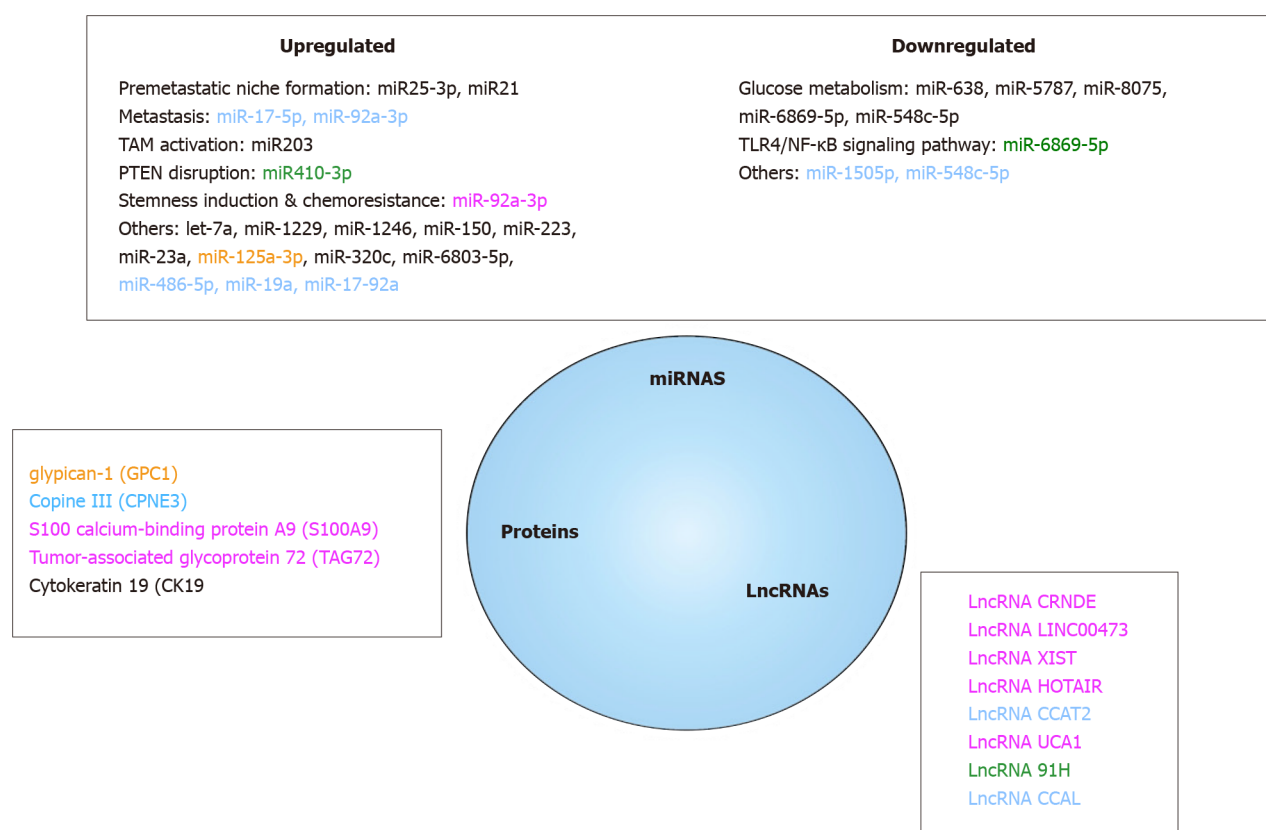 Upregulated
Premetastatic niche formation: miR25-3p, miR21
Metastasis: miR-17-5p, miR-92a-3p
TAM activation: miR203
PTEN disruption: miR410-3p
Stemness induction & chemoresistance: miR-92a-3p
Others: let-7a, miR-1229, miR-1246, miR-150, miR-223,
miR-23a, miR-125a-3p, miR-320c, miR-6803-5p,
miR-486-5p, miR-19a, miR-17-92a
Downregulated
Glucose metabolism: miR-638, miR-5787, miR-8075,
miR-6869-5p, miR-548c-5p
TLR4/NF-κB signaling pathway: miR-6869-5p
Others: miR-1505p, miR-548c-5p
miRNAS
Proteins
LncRNAs
glypican-1 (GPC1)
Copine III (CPNE3)
S100 calcium-binding protein A9 (S100A9)
Tumor-associated glycoprotein 72 (TAG72)
Cytokeratin 19 (CK19
LncRNA CRNDE
LncRNA LINC00473
LncRNA XIST
LncRNA HOTAIR
LncRNA CCAT2
LncRNA UCA1
LncRNA 91H
LncRNA CCAL